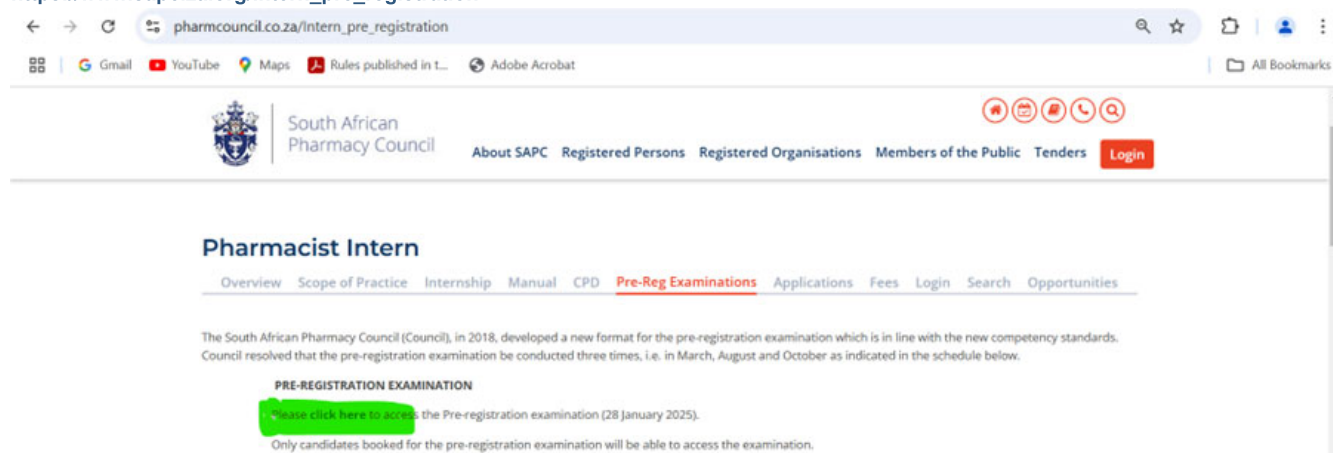 pharmcouncil.co.za/Intern_pre_registration
Gmail YouTube Maps Rules published in t... Adobe Acrobat All Bookmarks
South African
Pharmacy Council
About SAPC Registered Persons Registered Organisations Members of the Public Tenders Login
Pharmacist Intern
Overview Scope of Practice Internship Manual CPD Pre-Reg Examinations Applications Fees Login Search Opportunities
The South African Pharmacy Council (Council), in 2018, developed a new format for the pre-registration examination which is in line with the new competency standards.
Council resolved that the pre-registration examination be conducted three times, i.e. in March, August and October as indicated in the schedule below.
PRE-REGISTRATION EXAMINATION
Please click here to access the Pre-registration examination (28 January 2025).
Only candidates booked for the pre-registration examination will be able to access the examination.